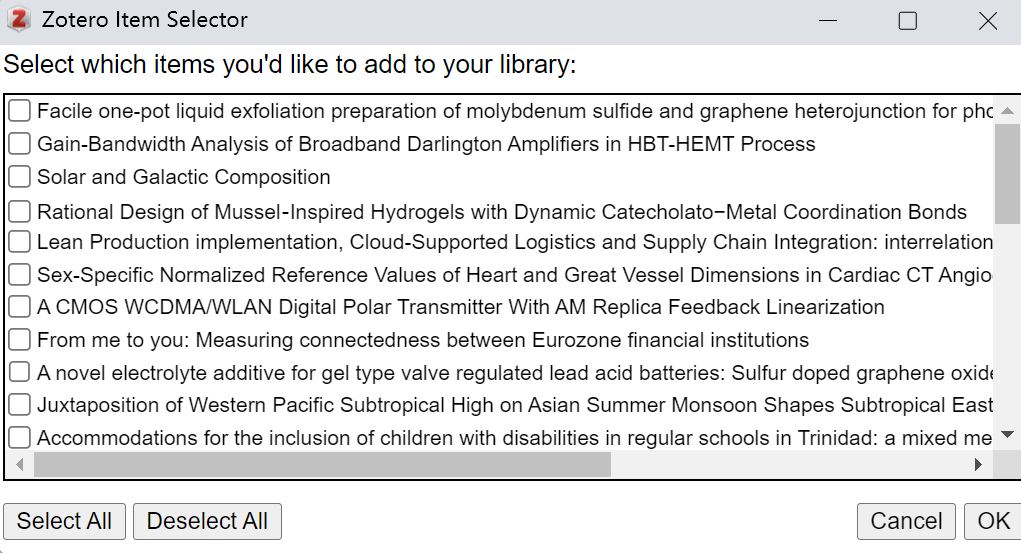 Zotero Item Selector
Select which items you'd like to add to your library:
Facile one-pot liquid exfoliation preparation of molybdenum sulfide and graphene heterojunction for pho
Gain-Bandwidth Analysis of Broadband Darlington Amplifiers in HBT-HEMT Process
Solar and Galactic Composition
Rational Design of Mussel-Inspired Hydrogels with Dynamic Catecholato−Metal Coordination Bonds
Lean Production implementation, Cloud-Supported Logistics and Supply Chain Integration: interrelation
Sex-Specific Normalized Reference Values of Heart and Great Vessel Dimensions in Cardiac CT Angio
A CMOS WCDMA/WLAN Digital Polar Transmitter With AM Replica Feedback Linearization
From me to you: Measuring connectedness between Eurozone financial institutions
A novel electrolyte additive for gel type valve regulated lead acid batteries: Sulfur doped graphene oxide
Juxtaposition of Western Pacific Subtropical High on Asian Summer Monsoon Shapes Subtropical East
Accommodations for the inclusion of children with disabilities in regular schools in Trinidad: a mixed me
Select All Deselect All Cancel OK